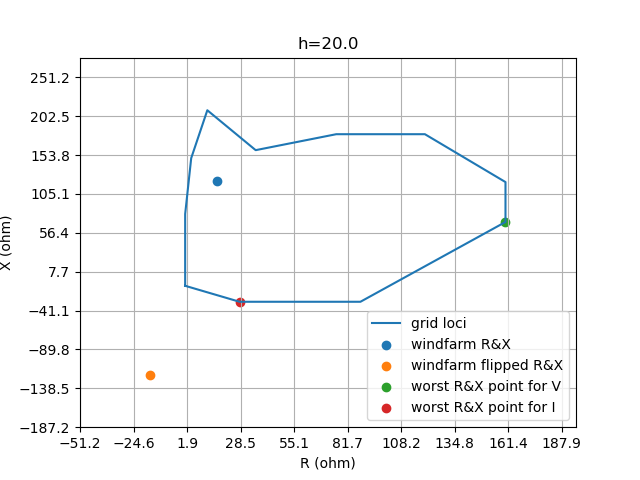 h=20.0
251.2
202.5
153.8
105.1
56.4
7.7
−41.1
−89.8
−138.5
−187.2
X (ohm)
grid loci
windfarm R&X
windfarm flipped R&X
worst R&X point for V
worst R&X point for I
−51.2 −24.6 1.9 28.5 55.1 81.7 108.2 134.8 161.4 187.9
R (ohm)